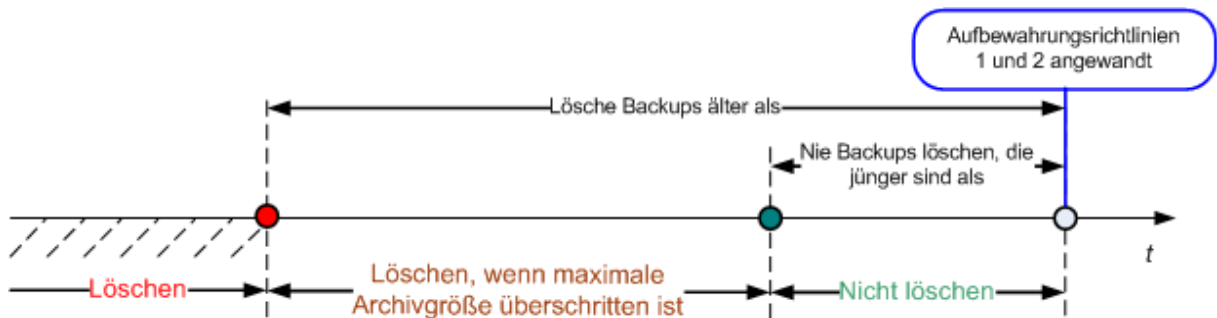 Aufbewahrungsrichtlinien
1 und 2 angewandt
Lösche Backups älter als
Nie Backups löschen, die
jünger sind als
t
Löschen
Löschen, wenn maximale
Archivgröße überschritten ist
Nicht löschen